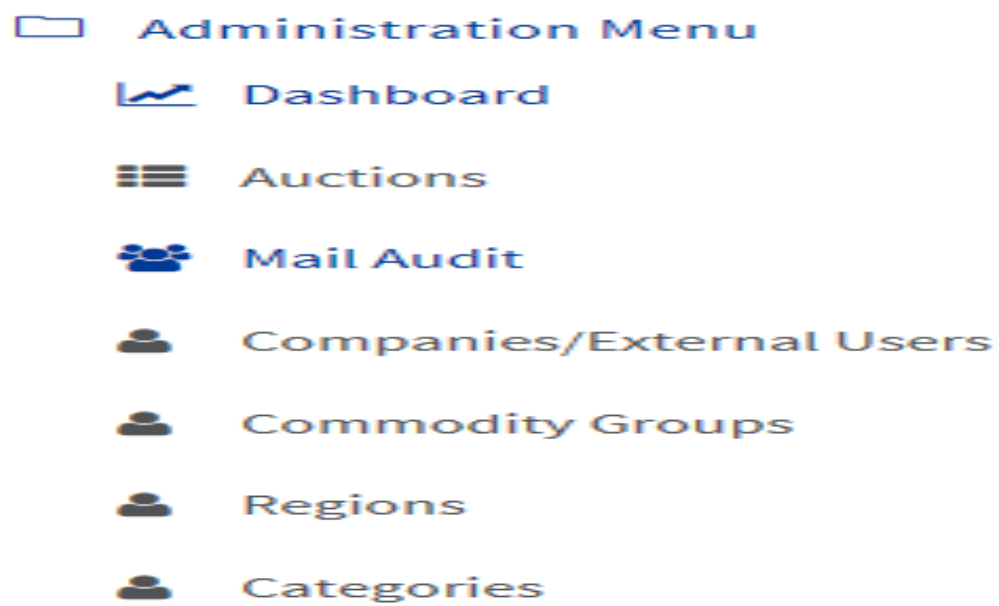 Administration Menu
Dashboard
Auctions
Mail Audit
Companies/External Users
Commodity Groups
Regions
Categories